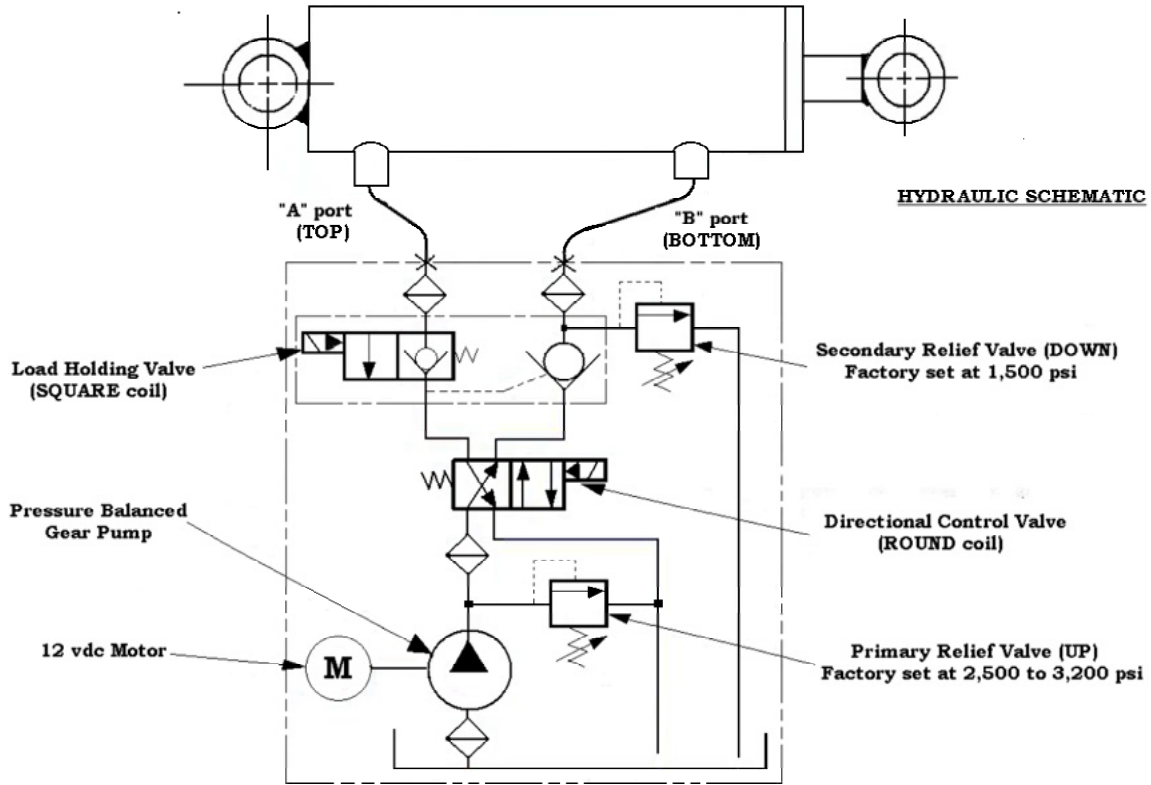 "A" port
(TOP)
"B" port
(BOTTOM)
HYDRAULIC SCHEMATIC
Load Holding Valve
(SQUARE coil)
Secondary Relief Valve (DOWN)
Factory set at 1,500 psi
Pressure Balanced
Gear Pump
Directional Control Valve
(ROUND coil)
12 vdc Motor
M
Primary Relief Valve (UP)
Factory set at 2,500 to 3,200 psi